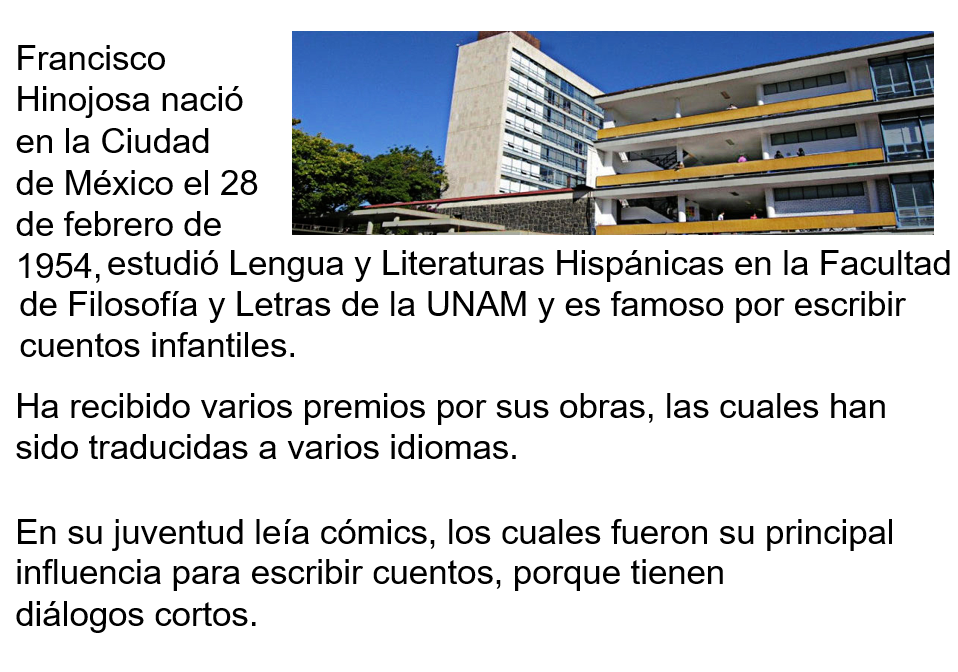 Francisco
Hinojosa nació
en la Ciudad
de México el 28
de febrero de
1954, estudió Lengua y Literaturas Hispánicas en la Facultad
de Filosofía y Letras de la UNAM y es famoso por escribir
cuentos infantiles.
Ha recibido varios premios por sus obras, las cuales han
sido traducidas a varios idiomas.
En su juventud leía cómics, los cuales fueron su principal
influencia para escribir cuentos, porque tienen
diálogos cortos.